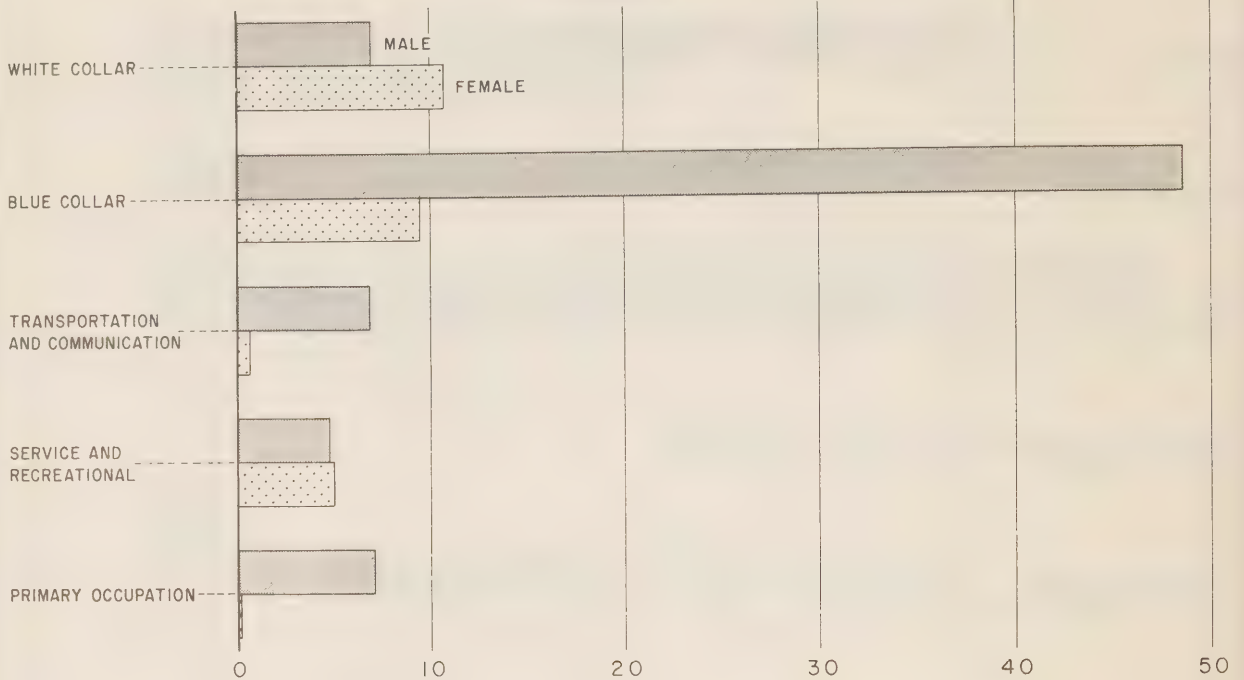 MALE
WHITE COLLAR
FEMALE
BLUE COLLAR
TRANSPORTATION
AND COMMUNICATION
SERVICE AND
RECREATIONAL
PRIMARY OCCUPATION
0 10 20 30 40 50